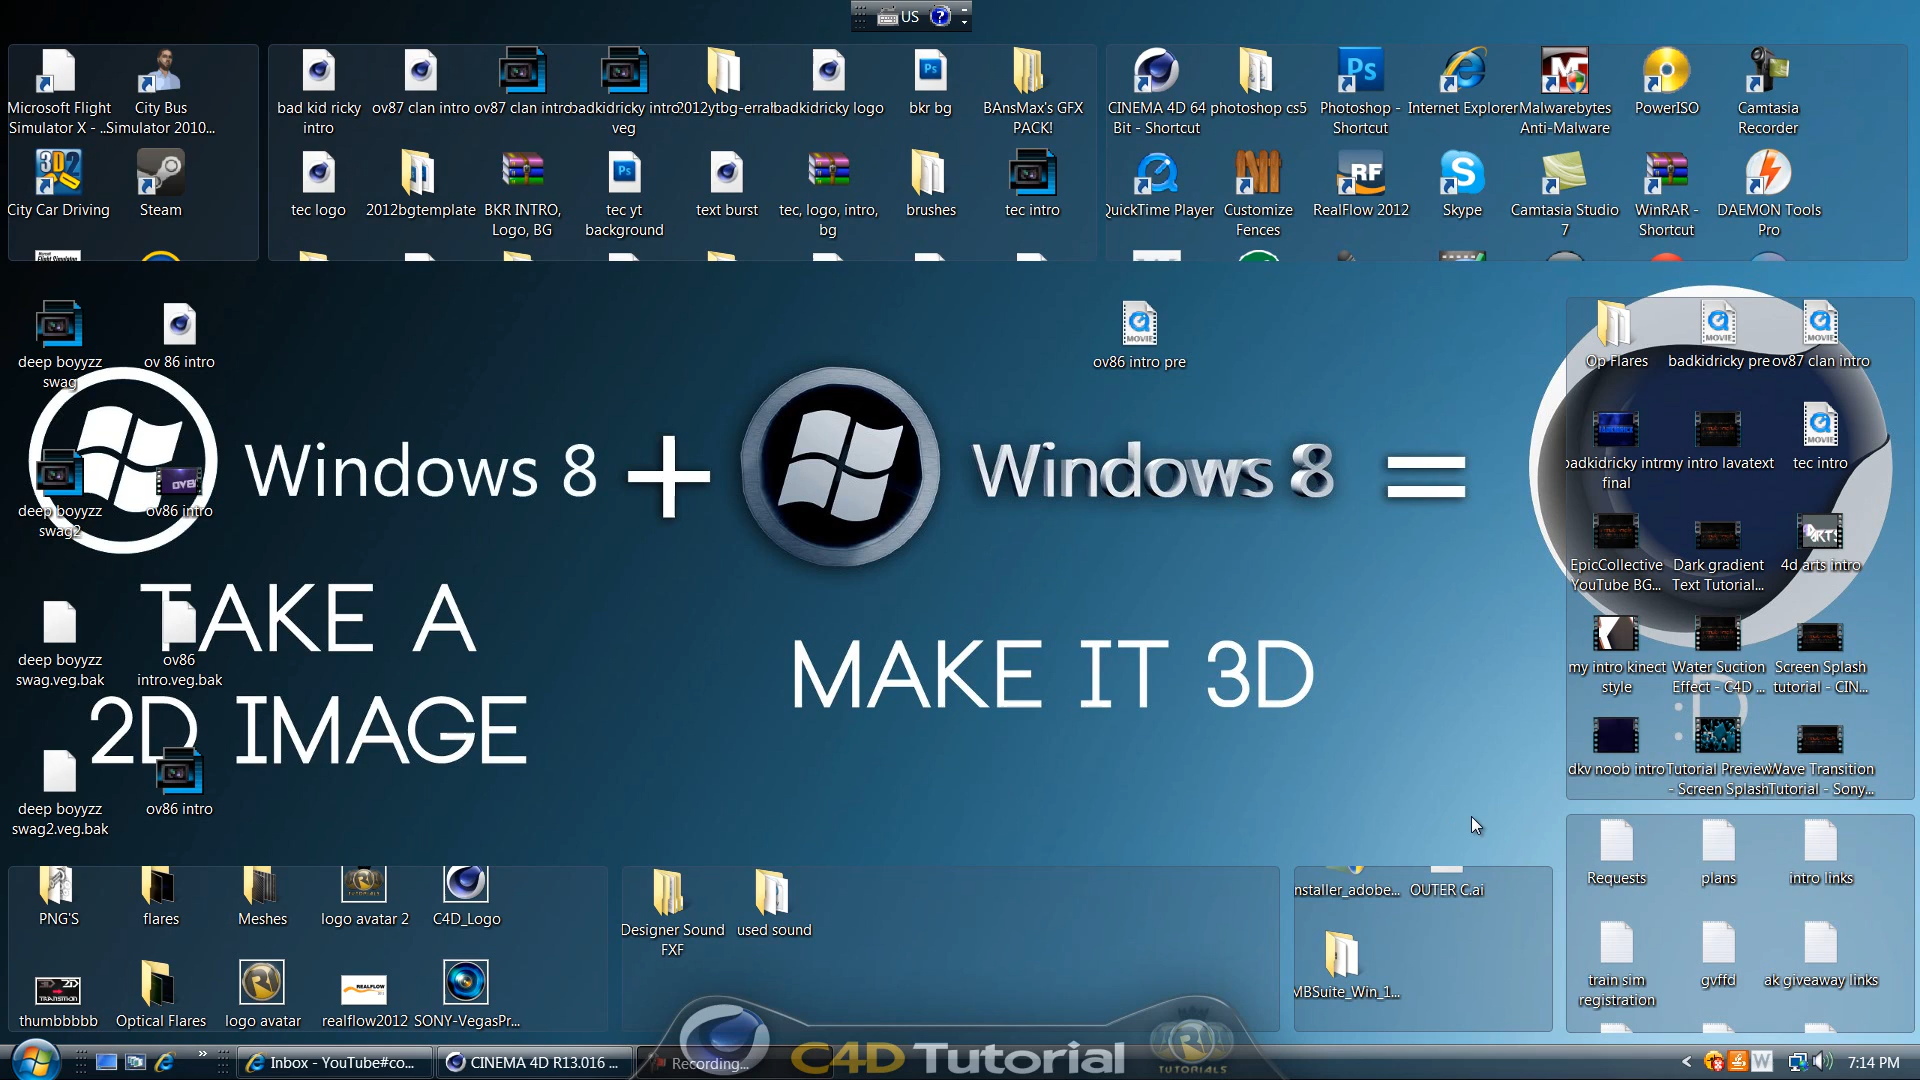 US
Microsoft Flight
Simulator X - ...
City Bus
Simulator 2010...
bad kid ricky
intro
ov87 clan intro
ov87 clan intro
badkidricky intro
veg
badkidricky logo
bkr bg
BAnsMax's GFX
PACK!
CINEMA 4D 64
Bit - Shortcut
photoshop cs5
Photoshop -
Shortcut
Internet Explorer
Malwarebytes
Anti-Malware
PowerISO
Camtasia
Recorder
City Car Driving
Steam
tec logo
2012bgtemplate
BKR INTRO,
Logo, BG
tec yt
background
text burst
tec, logo, intro,
bg
brushes
tec intro
QuickTime Player
Customize
Fences
RealFlow 2012
Skype
Camtasia Studio
7
WinRAR -
Shortcut
DAEMON Tools
Pro
deep boyyzz
swag
ov 86 intro
ov86 intro pre
Op Flares
badkidricky pre
ov87 clan intro
deep boyyzz
swag2
ov86 intro
Windows 8
+
Windows 8
=
badkidricky intr
final
my intro lavatext
tec intro
EpicCollective
YouTube BG...
Dark gradient
Text Tutorial...
4d arts intro
deep boyyzz
swag.veg.bak
ov86
intro.veg.bak
TAKE A
2D IMAGE
MAKE IT 3D
:D
my intro kinect
style
Water Suction
Effect - C4D ...
Screen Splash
tutorial - CIN...
dkv noob intro
Tutorial Preview
- Screen Splash
Wave Transition
Tutorial - Sony...
deep boyyzz
swag2.veg.bak
ov86 intro
PNG'S
flares
Meshes
logo avatar 2
C4D_Logo
Designer Sound
FXF
used sound
OUTER C.ai
Requests
plans
intro links
thumbbbbb
Optical Flares
logo avatar
realflow2012
SONY-VegasPr...
MBSuite_Win_1...
train sim
registration
gvffd
ak giveaway links
Inbox - YouTube#co...
CINEMA 4D R13.016 ...
Recording...
C4D Tutorial
TUTORIALS
7:14 PM